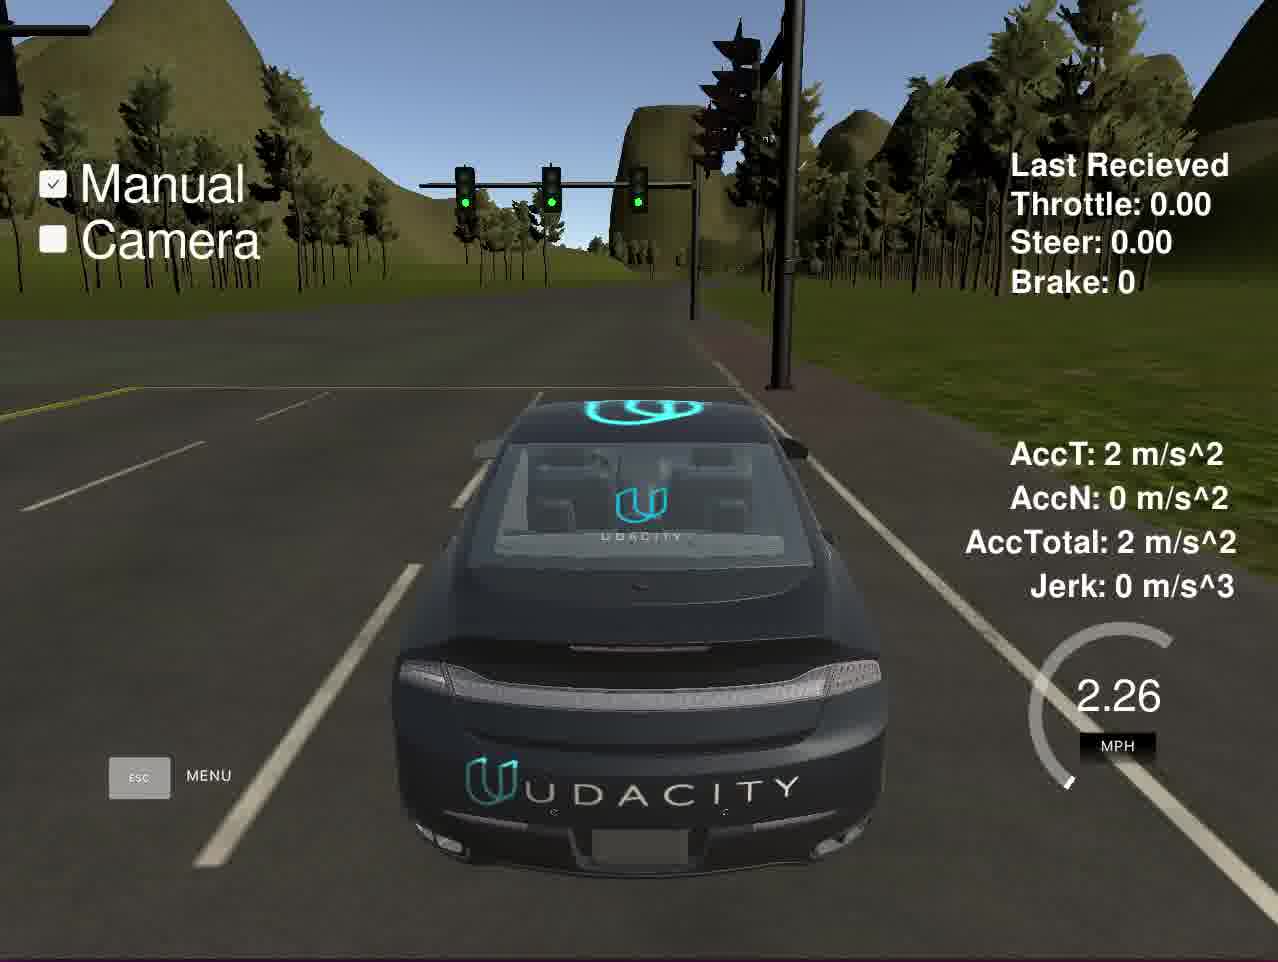 Manual
Camera
Last Recieved
Throttle: 0.00
Steer: 0.00
Brake: 0
AccT: 2 m/s^2
AccN: 0 m/s^2
AccTotal: 2 m/s^2
Jerk: 0 m/s^3
2.26
MPH
UDACITY
ESC MENU
UDACITY